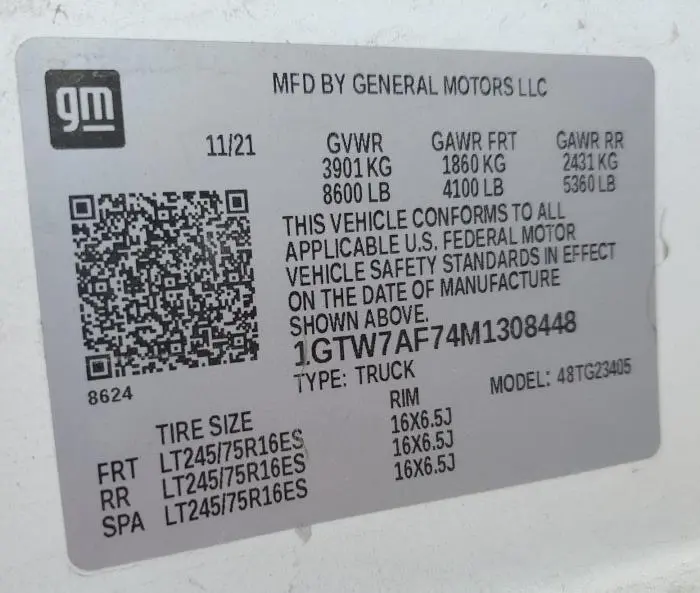 gm
MFD BY GENERAL MOTORS LLC
11/21 GVWR GAWR FRT GAWR RR
3901 KG 1860 KG 2431 KG
8600 LB 4100 LB 5360 LB
THIS VEHICLE CONFORMS TO ALL
APPLICABLE U.S. FEDERAL MOTOR
VEHICLE SAFETY STANDARDS IN EFFECT
ON THE DATE OF MANUFACTURE
SHOWN ABOVE.
1GTW7AF74M1308448
8624
TYPE: TRUCK MODEL: 48TG23405
TIRE SIZE RIM
FRT LT245/75R16ES 16X6.5J
RR LT245/75R16ES 16X6.5J
SPA LT245/75R16ES 16X6.5J